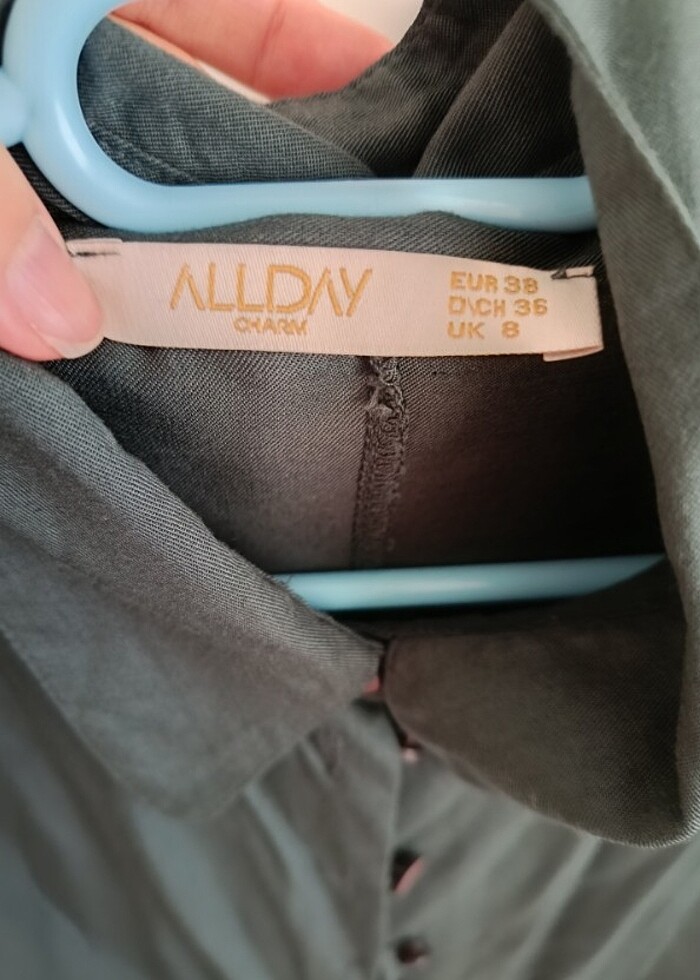 ALLDAY
CHARM
EUR 38
D\CH 36
UK 8